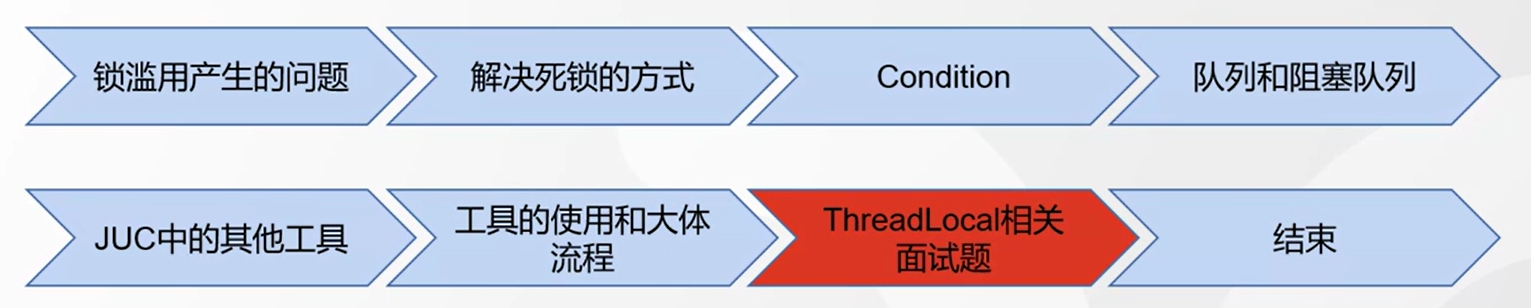 锁滥用产生的问题
解决死锁的方式
Condition
队列和阻塞队列
JUC中的其他工具
工具的使用和大体
流程
ThreadLocal相关
面试题
结束